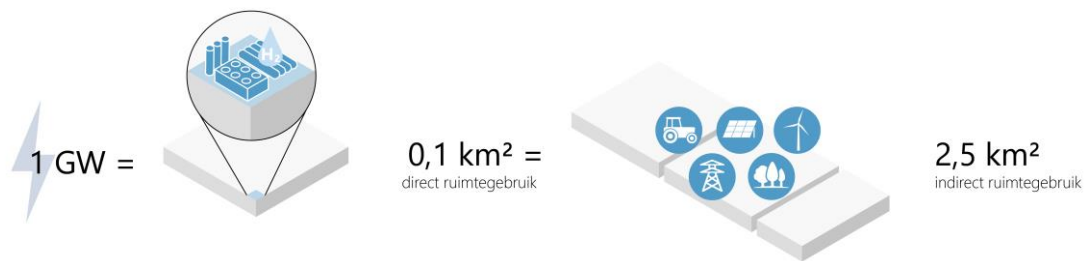 H₂
1 GW =
0,1 km² =
direct ruimtegebruik
2,5 km²
indirect ruimtegebruik